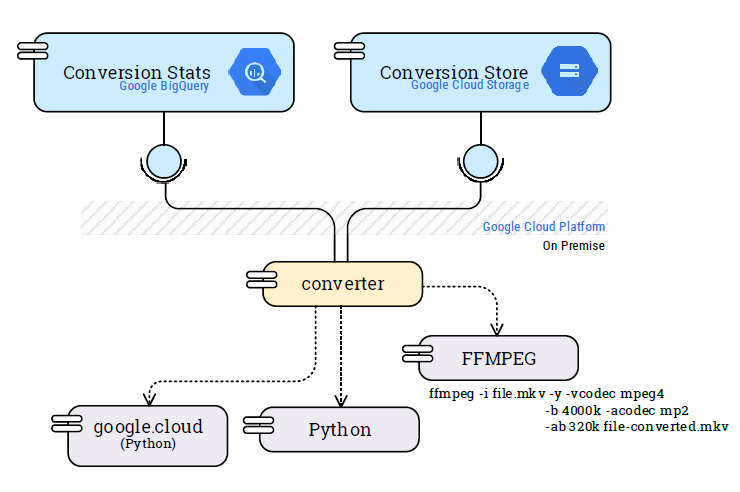 Conversion Stats
Google BigQuery
Conversion Store
Google Cloud Storage
Google Cloud Platform
On Premise
converter
FFMPEG
ffmpeg -i file.mkv -y -vcodec mpeg4
-b 4000k -acodec mp2
-ab 320k file-converted.mkv
google.cloud
(Python)
Python